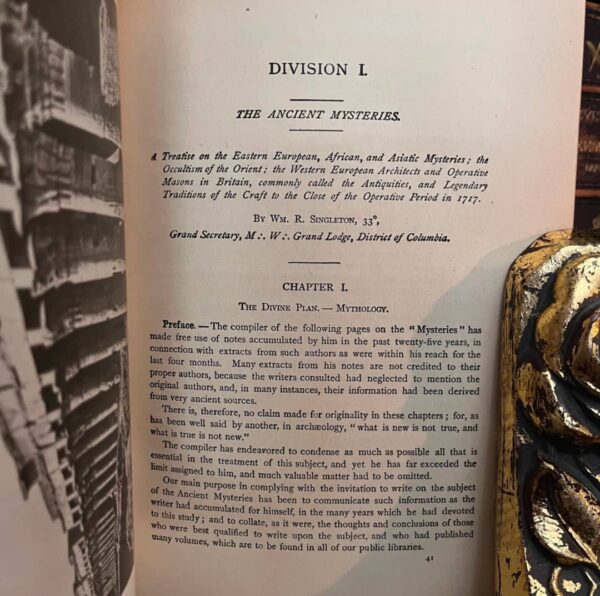 DIVISION I.
THE ANCIENT MYSTERIES.
A Treatise on the Eastern European, African, and Asiatic Mysteries; the
Occultism of the Orient; the Western European Architects and Operative
Masons in Britain, commonly called the Antiquities, and Legendary
Traditions of the Craft to the Close of the Operative Period in 1717.
By Wm. R. Singleton, 33°,
Grand Secretary, M∴ W∴ Grand Lodge, District of Columbia.
CHAPTER I.
The Divine Plan. — Mythology.
Preface. — The compiler of the following pages on the "Mysteries" has
made free use of notes accumulated by him in the past twenty-five years, in
connection with extracts from such authors as were within his reach for the
last four months. Many extracts from his notes are not credited to their
proper authors, because the writers consulted had neglected to mention the
original authors, and, in many instances, their information had been derived
from very ancient sources.
There is, therefore, no claim made for originality in these chapters; for, as
has been well said by another, in archæology, "what is new is not true, and
what is true is not new."
The compiler has endeavored to condense as much as possible all that is
essential in the treatment of this subject, and yet he has far exceeded the
limit assigned to him, and much valuable matter had to be omitted.
Our main purpose in complying with the invitation to write on the subject
of the Ancient Mysteries has been to communicate such information as the
writer had accumulated for himself, in the many years which he had devoted
to this study; and to collate, as it were, the thoughts and conclusions of those
who were best qualified to write upon the subject, and who had published
many volumes, which are to be found in all of our public libraries.
41